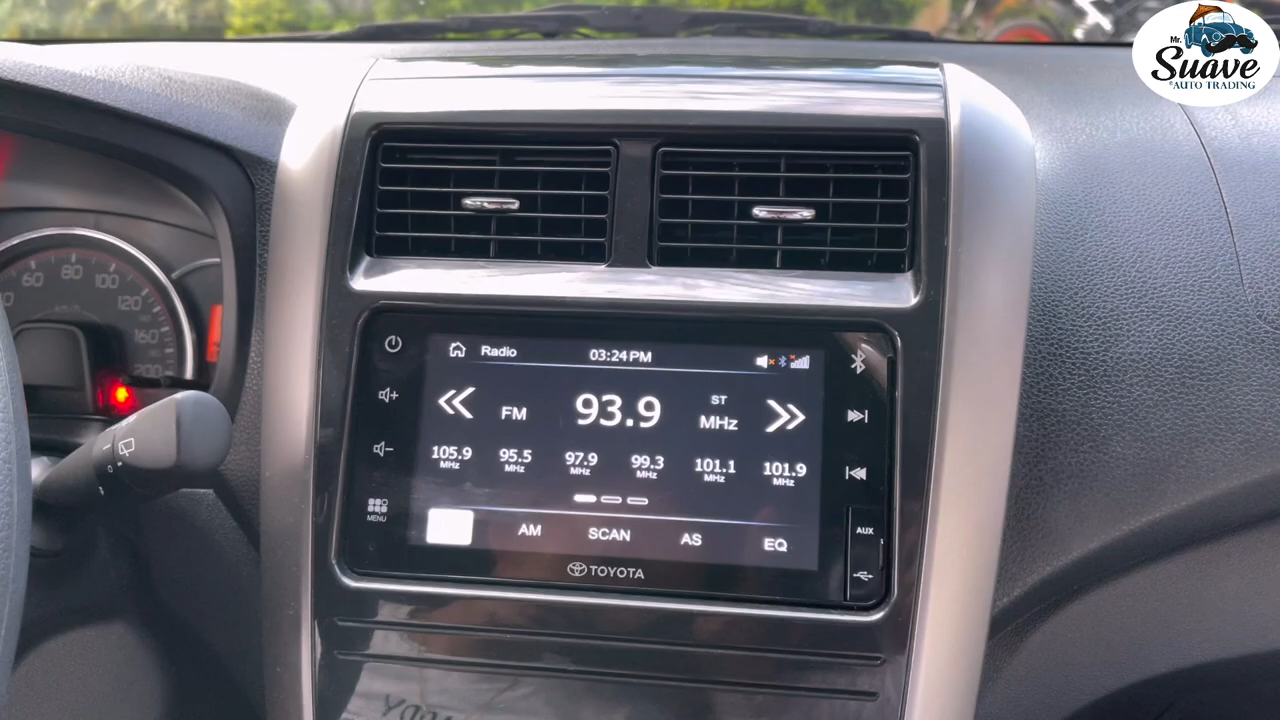 Mr.
Suave
AUTO TRADING
60 80 100 120 160 200
Radio 03:24 PM
FM 93.9 ST MHz
105.9 MHz 95.5 MHz 97.9 MHz 99.3 MHz 101.1 MHz 101.9 MHz
AM SCAN AS EQ
MENU
AUX
TOYOTA